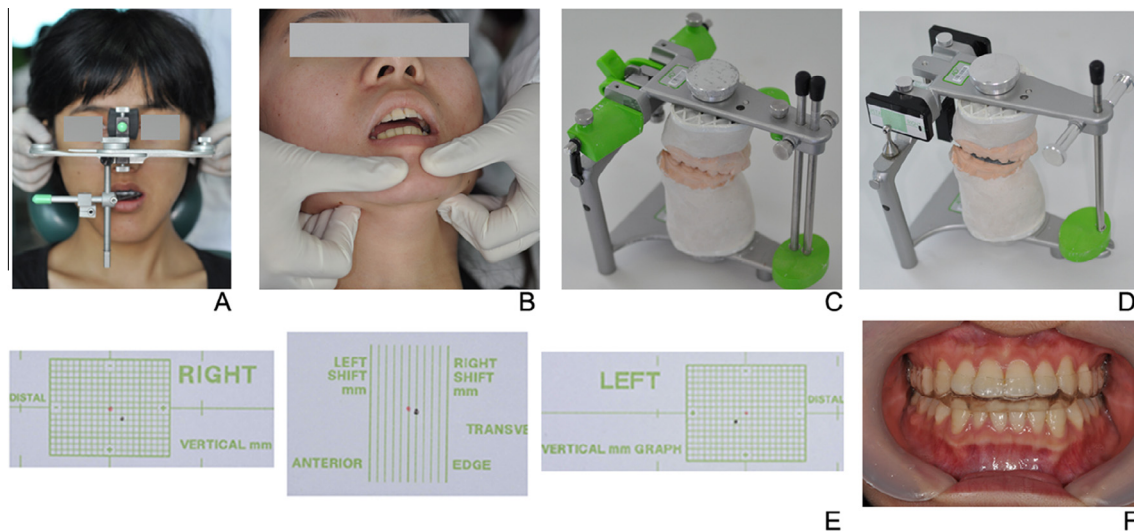 A
B
C
D
RIGHT
DISTAL
VERTICAL mm
LEFT
SHIFT
mm
RIGHT
SHIFT
mm
TRANSVE
ANTERIOR
EDGE
LEFT
DISTAL
VERTICAL mm GRAPH
E
F